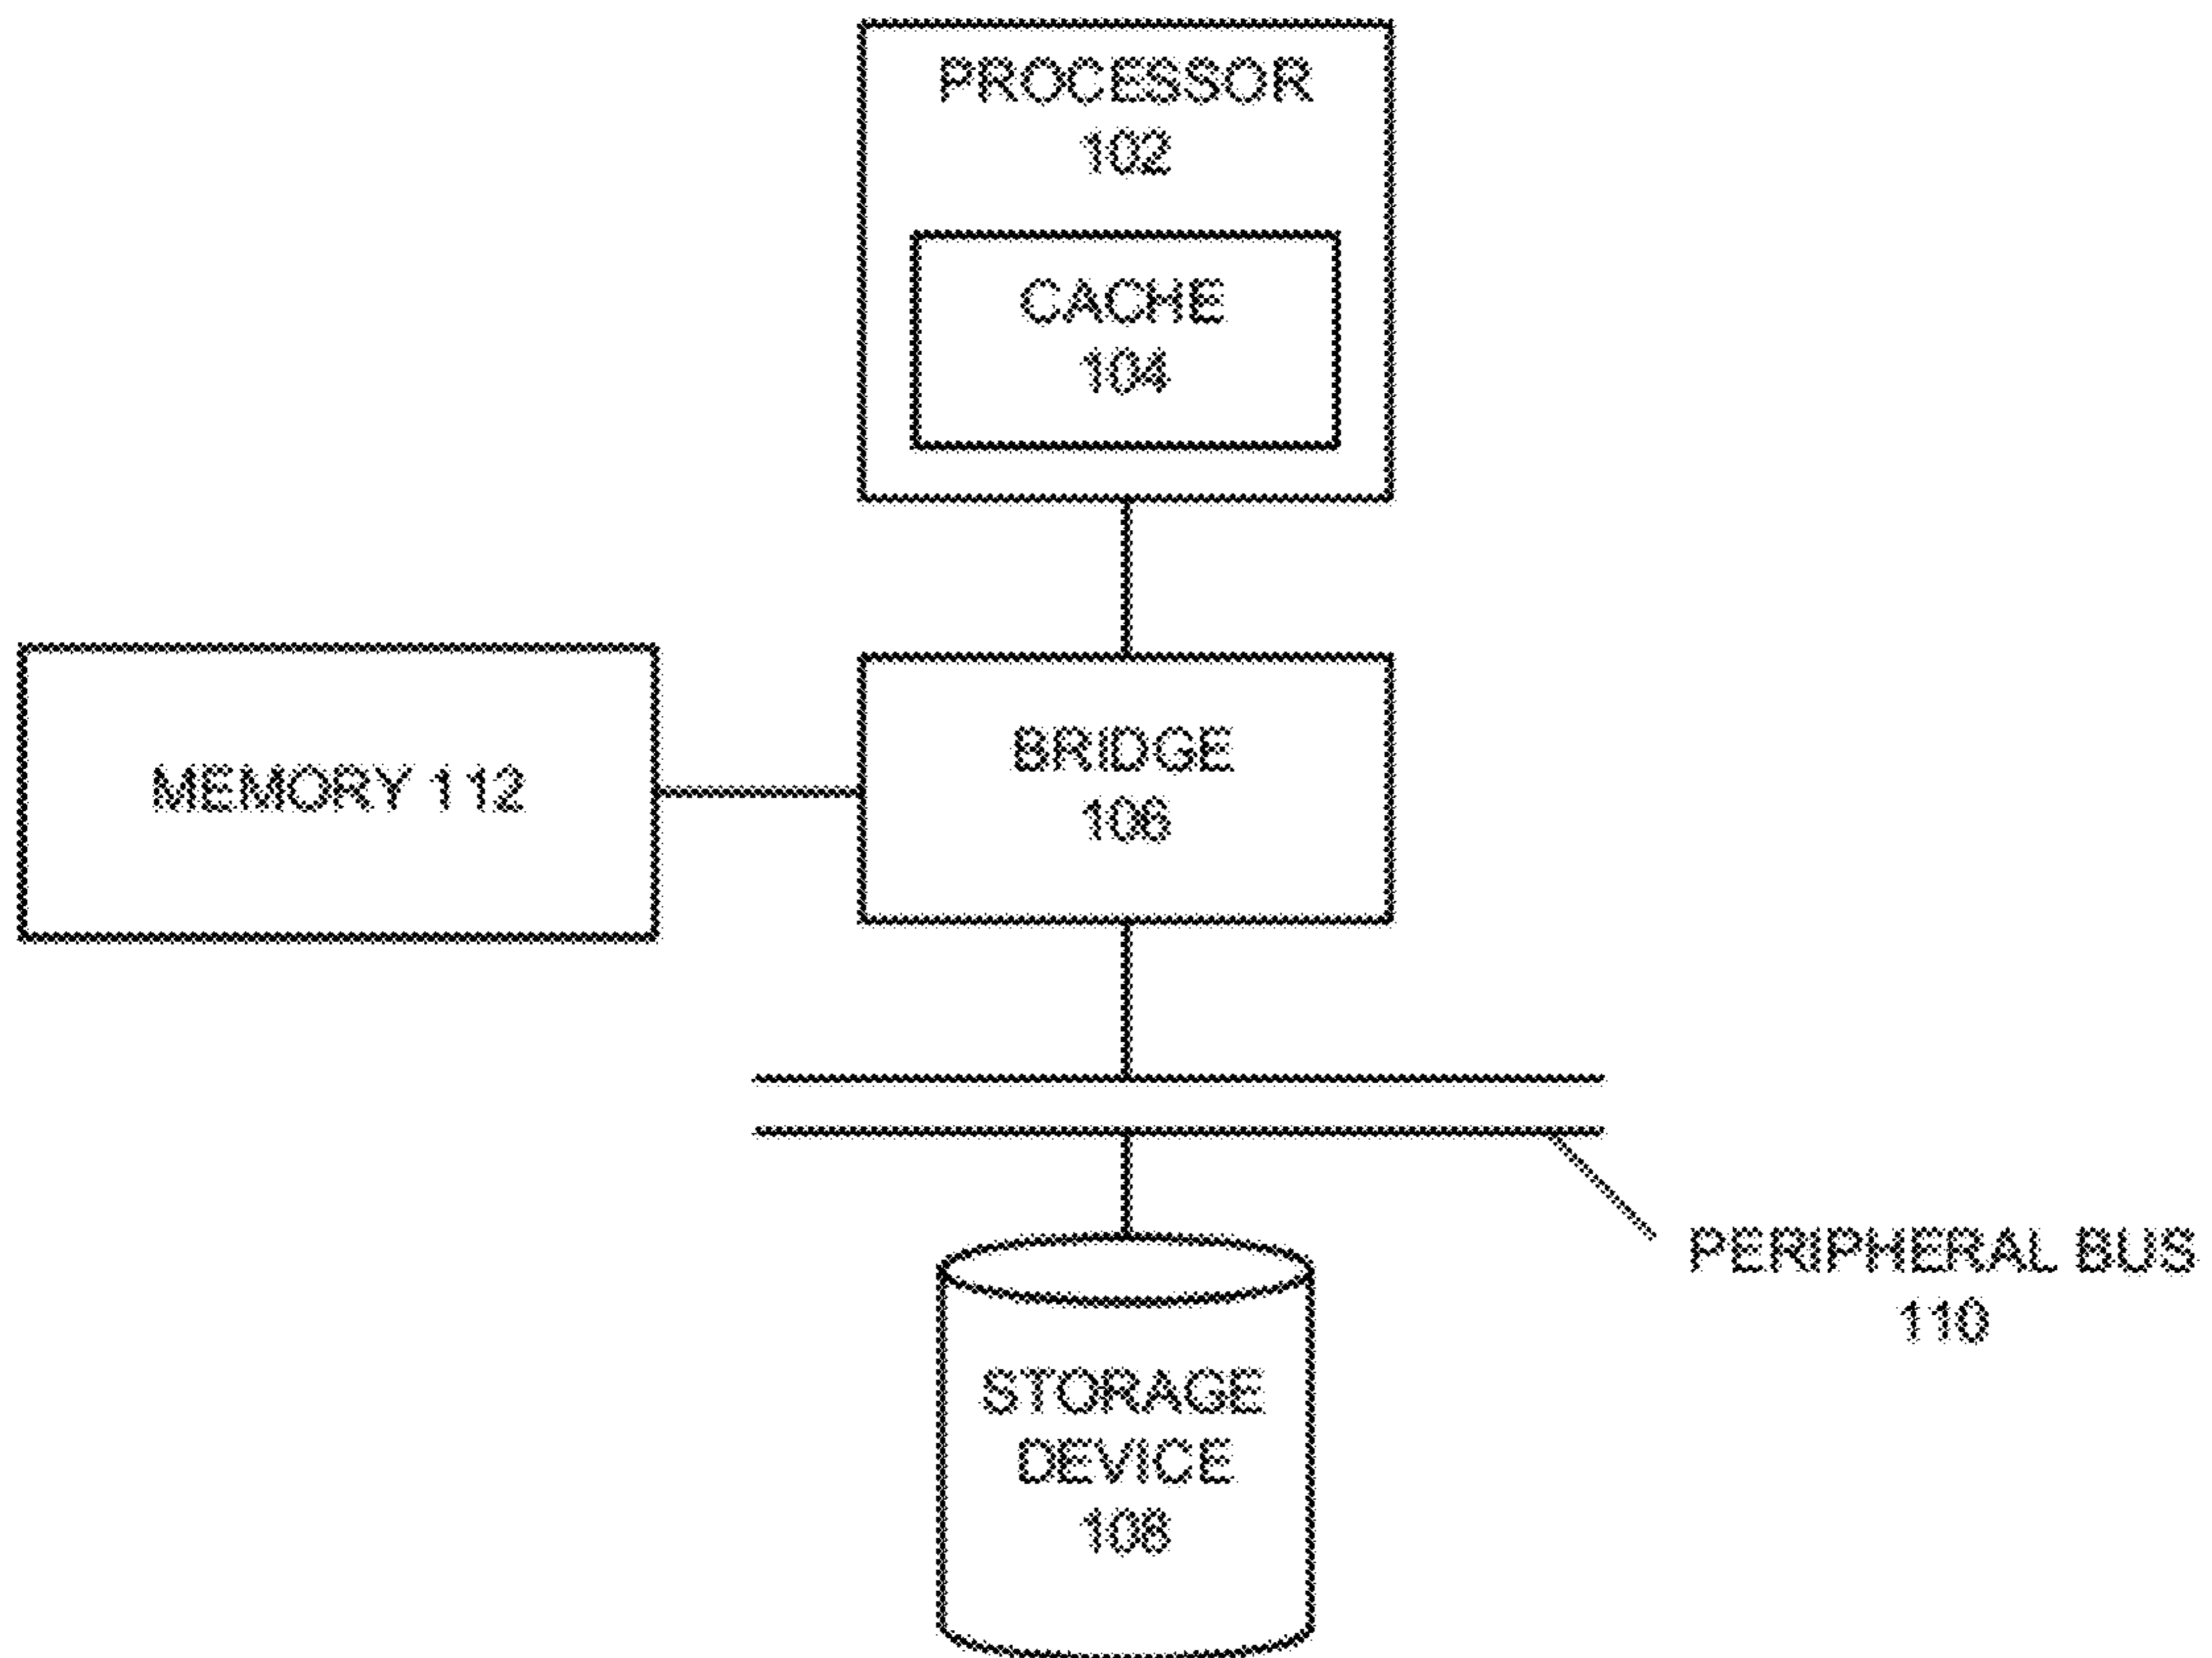 PROCESSOR
102
CACHE
104
MEMORY 112
BRIDGE
106
PERIPHERAL BUS
110
STORAGE
DEVICE
108